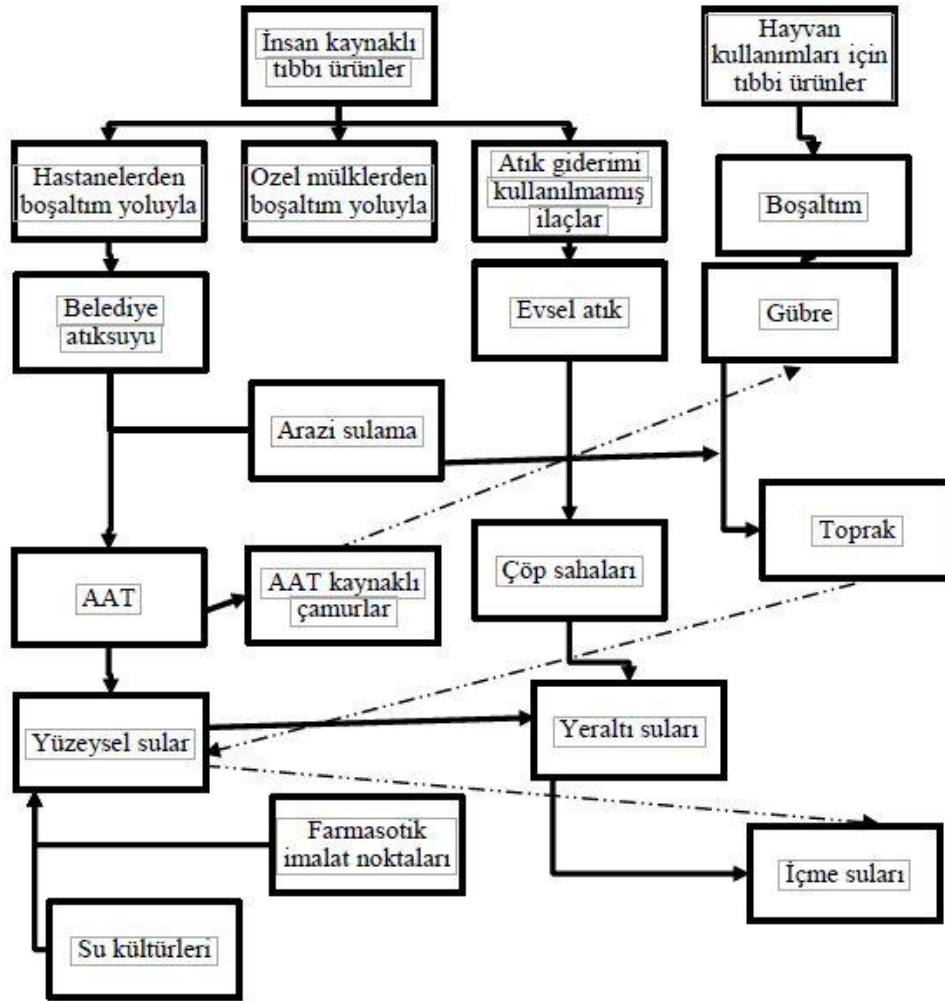 İnsan kaynaklı
tıbbı ürünler
Hayvan
kullanımları için
tıbbi ürünler
Hastanelerden
boşaltım yoluyla
Ozel mülklerden
boşaltım yoluyla
Atık giderimi
kullanılmamış
ilaçlar
Boşaltım
Belediye
atıksuyu
Evsel atık
Gübre
Arazi sulama
Toprak
AAT
AAT kaynaklı
çamurlar
Çöp sahaları
Yüzeysel sular
Yeraltı suları
Farmasotik
imalat noktaları
İçme suları
Su kültürleri